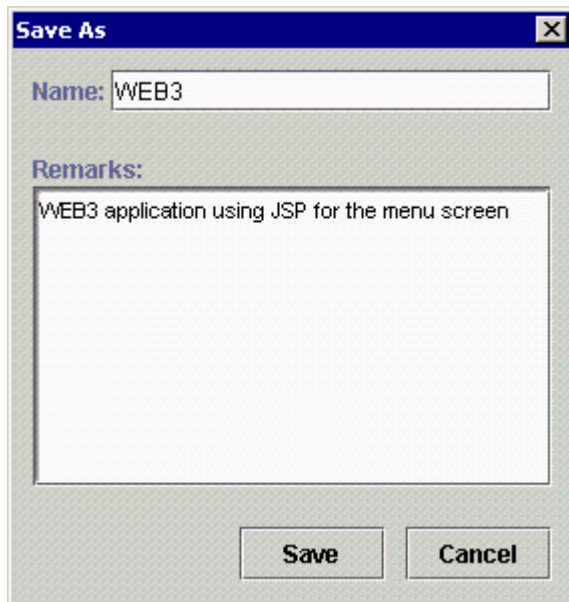 Save As
Name: WEB3
Remarks:
WEB3 application using JSP for the menu screen
Save Cancel